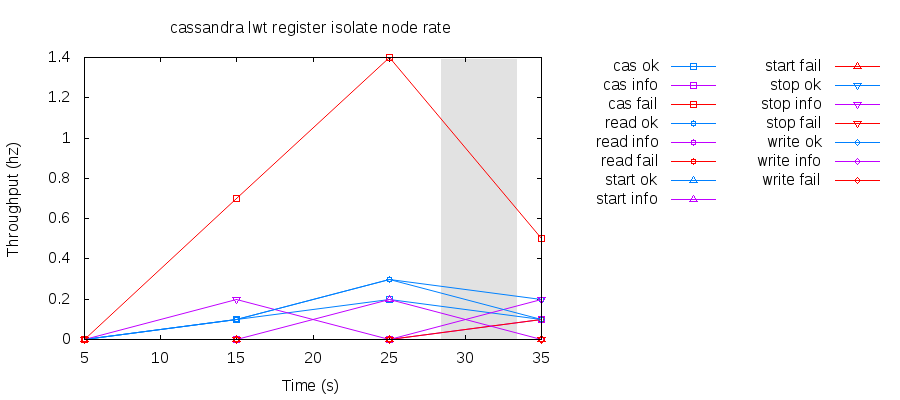 cassandra lwt register isolate node rate
Throughput (hz)
1.4
1.2
1
0.8
0.6
0.4
0.2
0
5
10
15
20
25
30
35
Time (s)
cas ok
cas info
cas fail
read ok
read info
read fail
start ok
start info
start fail
stop ok
stop info
stop fail
write ok
write info
write fail